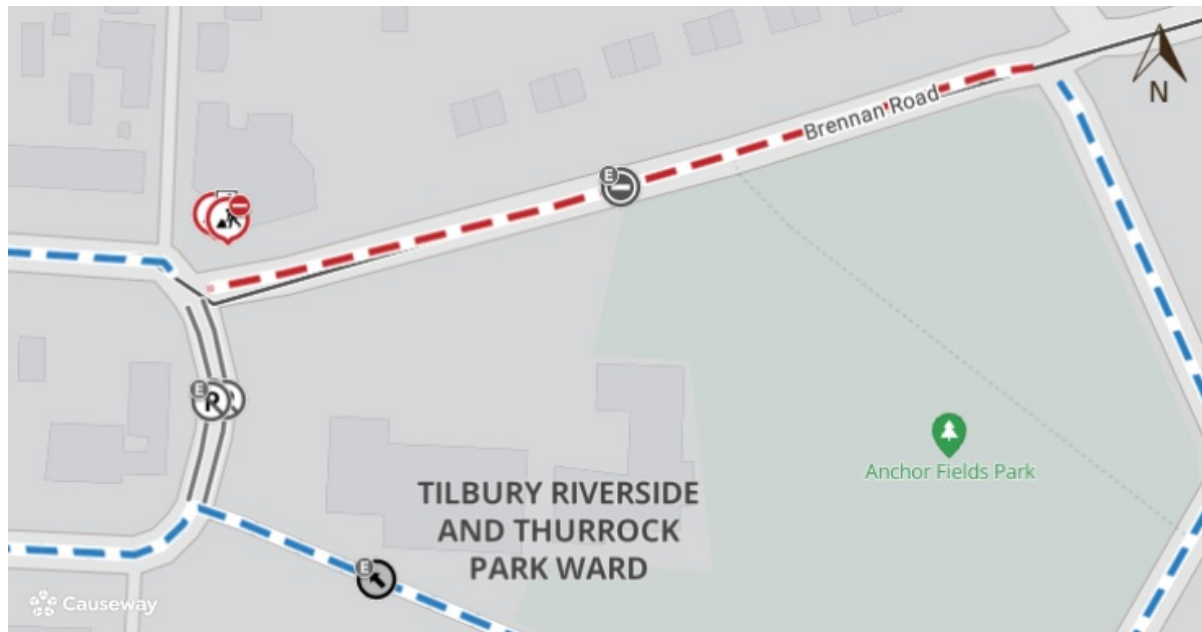 N
Brennan Road
E
E
R
Anchor Fields Park
TILBURY RIVERSIDE
AND THURROCK
PARK WARD
E
Causeway